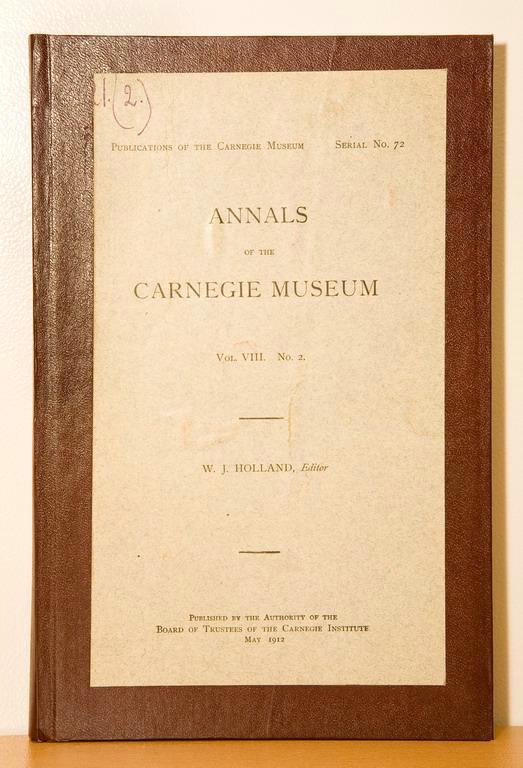 1.(2.)
Publications of the Carnegie Museum Serial No. 72
ANNALS
OF THE
CARNEGIE MUSEUM
Vol. VIII. No. 2.
W. J. HOLLAND, Editor
Published by the Authority of the
Board of Trustees of the Carnegie Institute
May 1912